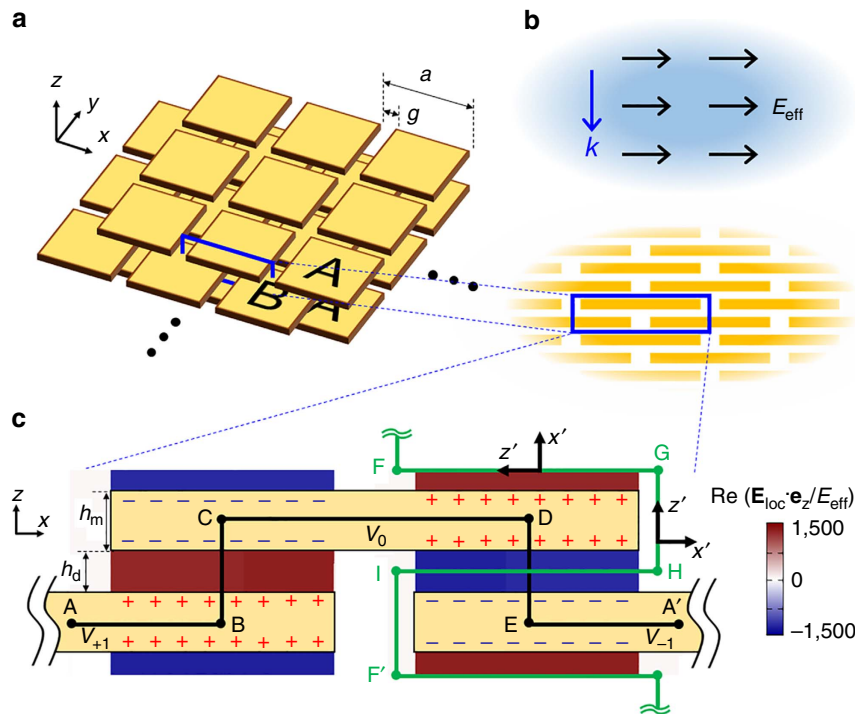 a
z
y
x
a
g
A
B
A
b
k
E_eff
c
z
x
h_m
h_d
A
V_+1
B
C
V_0
D
E
A′
V_−1
F
z′
x′
G
z′
x′
I
H
F′
− − − − − − − −
− − − − − − − −
+ + + + + + + +
+ + + + + + + +
+ + + + + + + +
+ + + + + + + +
− − − − − − − −
− − − − − − − −
Re (E_loc·e_z/E_eff)
1,500
0
−1,500